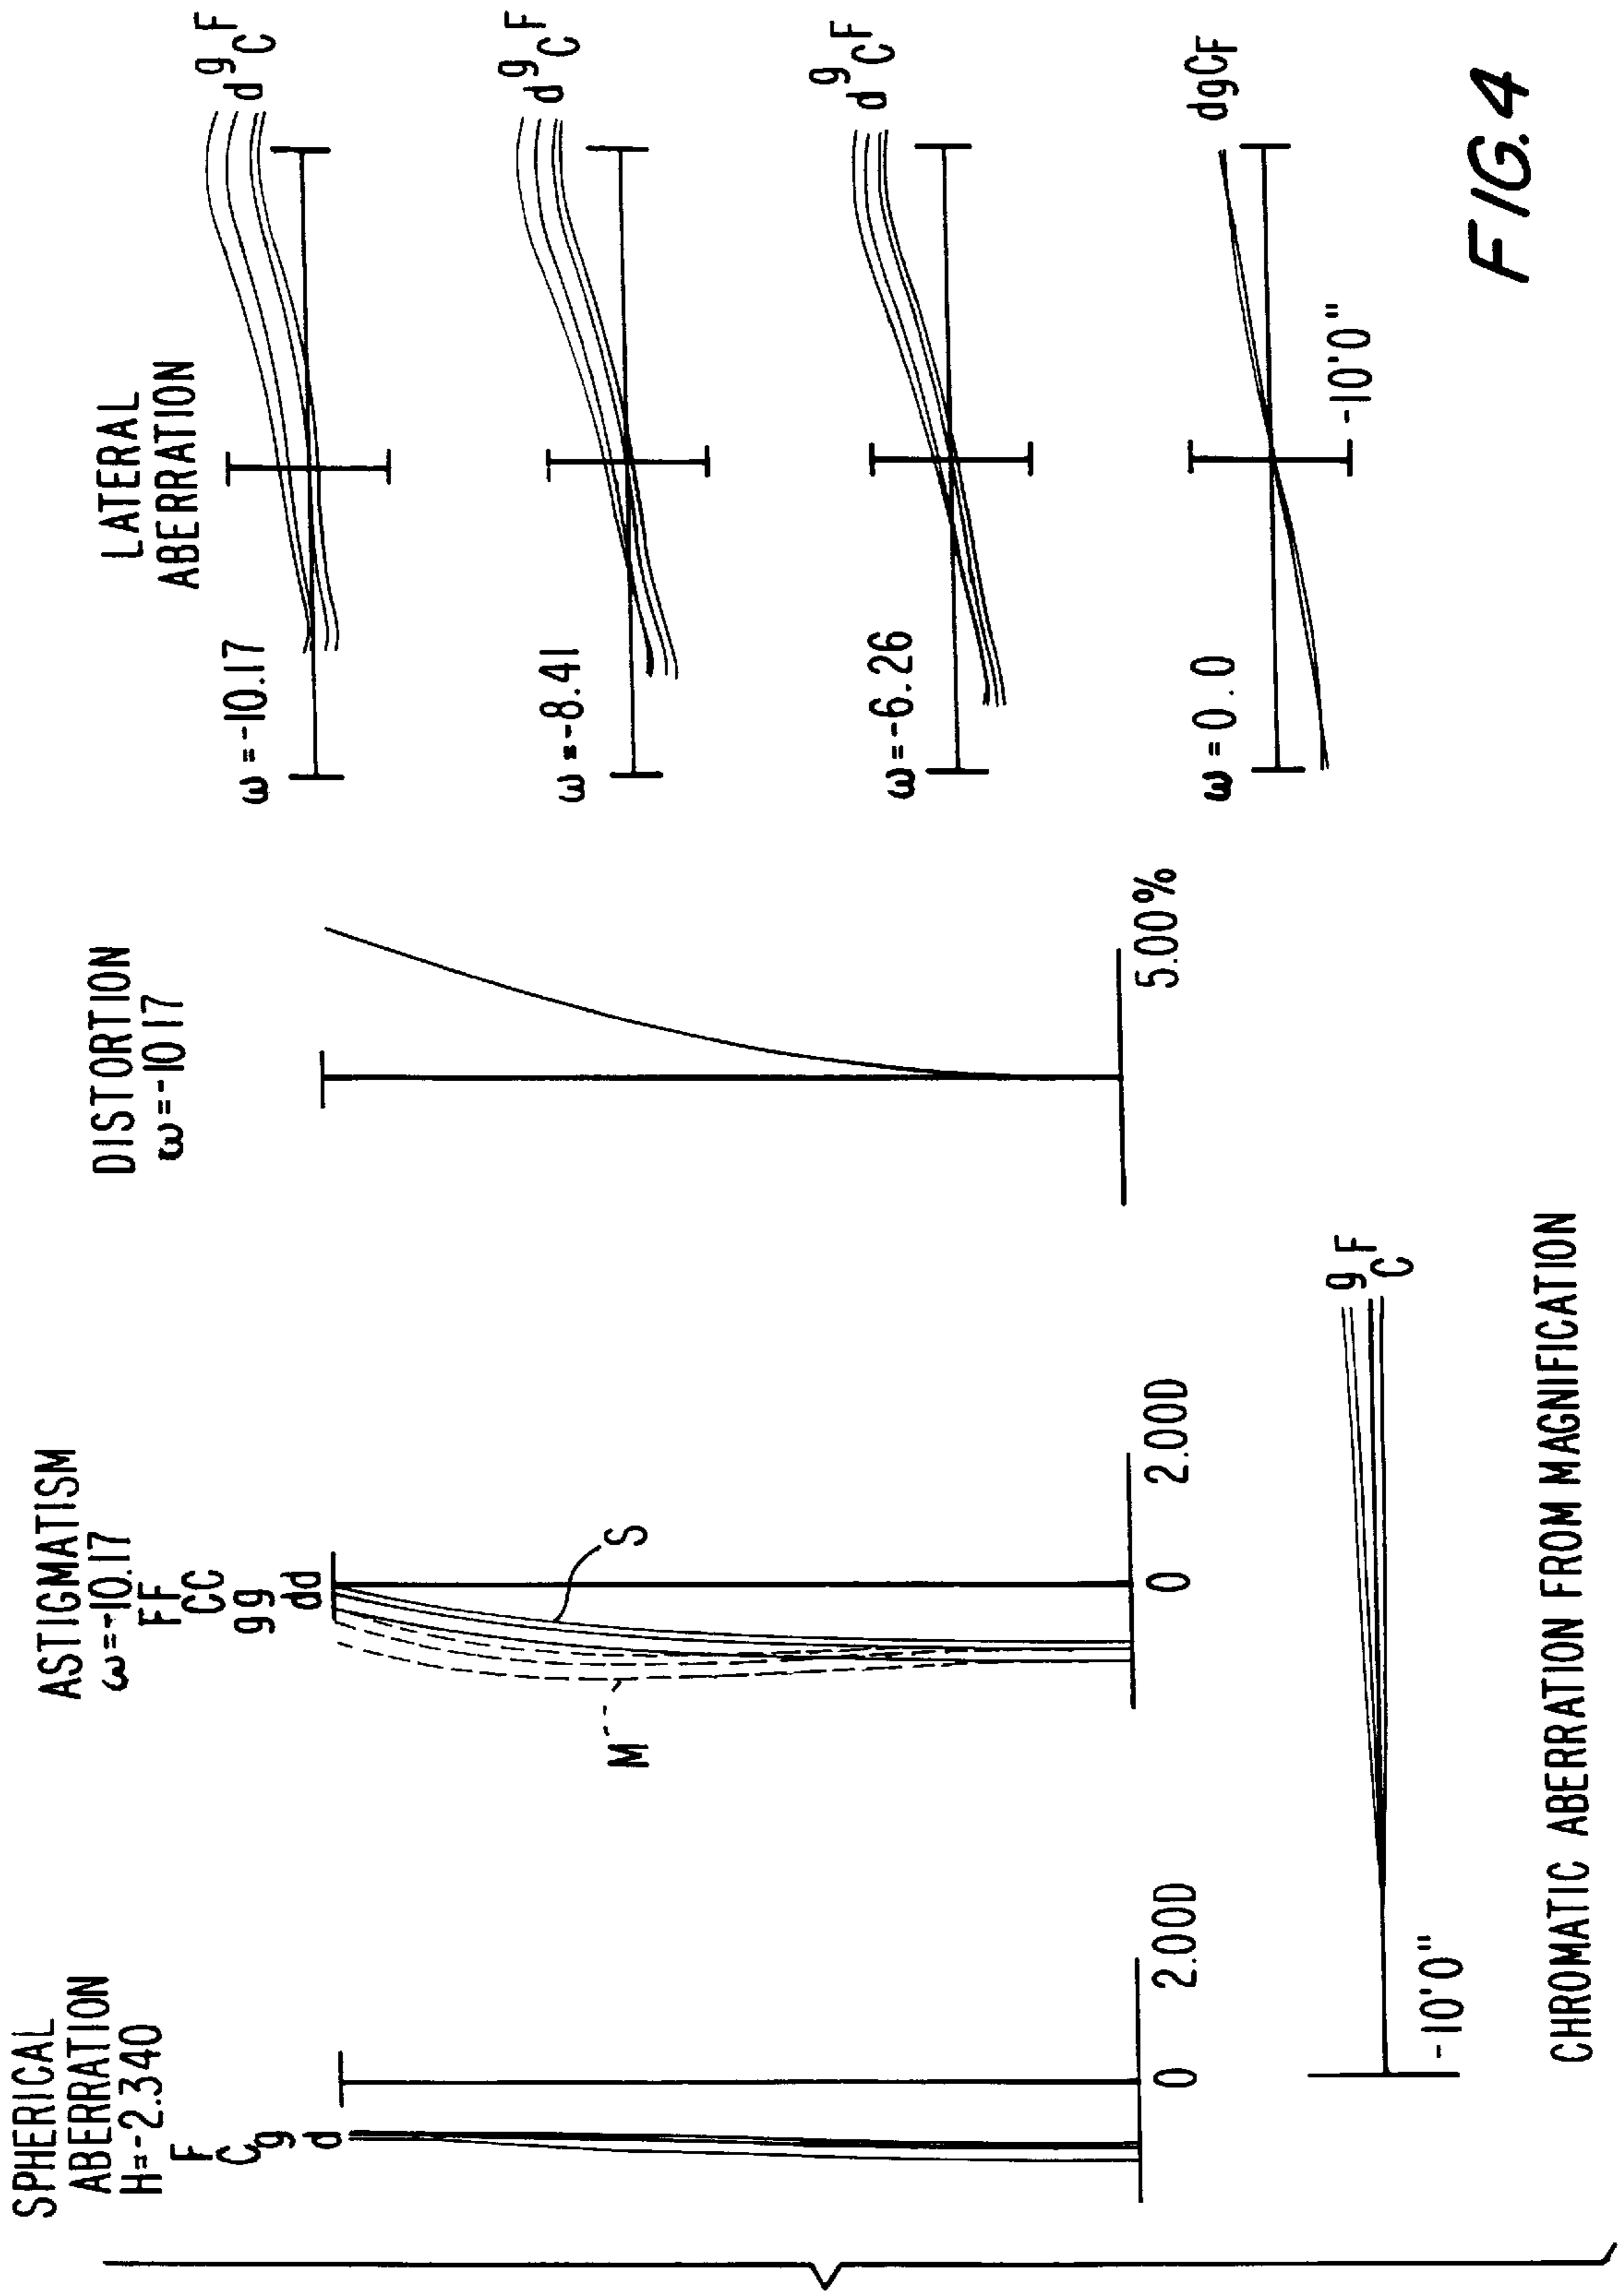 SPHERICAL
ABERRATION
H=-2.340
F
C
g
d
0
2.00D
ASTIGMATISM
ω=-10.17
FF
CC
gg
dd
S
M
0
2.00D
DISTORTION
ω=-10 17
5.00%
LATERAL
ABERRATION
ω=-10.17
d g C F
ω=-8.41
d g C F
ω=-6.26
d g C F
ω=0.0
dgCF
-10'0"
g F
C
-10'0"
CHROMATIC ABERRATION FROM MAGNIFICATION
FIG.4